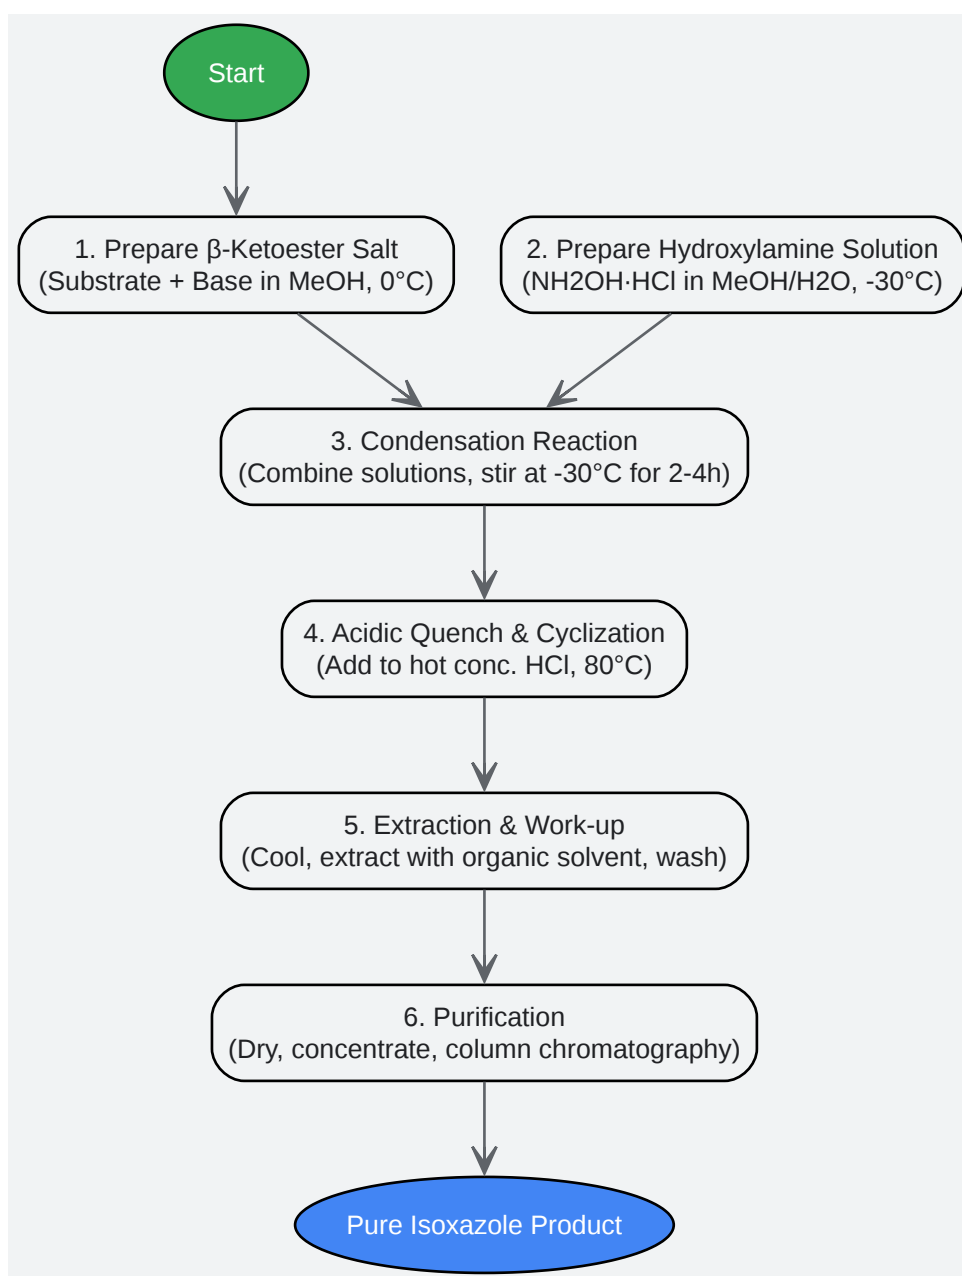 Start
1. Prepare β-Ketoester Salt
(Substrate + Base in MeOH, 0°C)
2. Prepare Hydroxylamine Solution
(NH2OH·HCl in MeOH/H2O, -30°C)
3. Condensation Reaction
(Combine solutions, stir at -30°C for 2-4h)
4. Acidic Quench & Cyclization
(Add to hot conc. HCl, 80°C)
5. Extraction & Work-up
(Cool, extract with organic solvent, wash)
6. Purification
(Dry, concentrate, column chromatography)
Pure Isoxazole Product